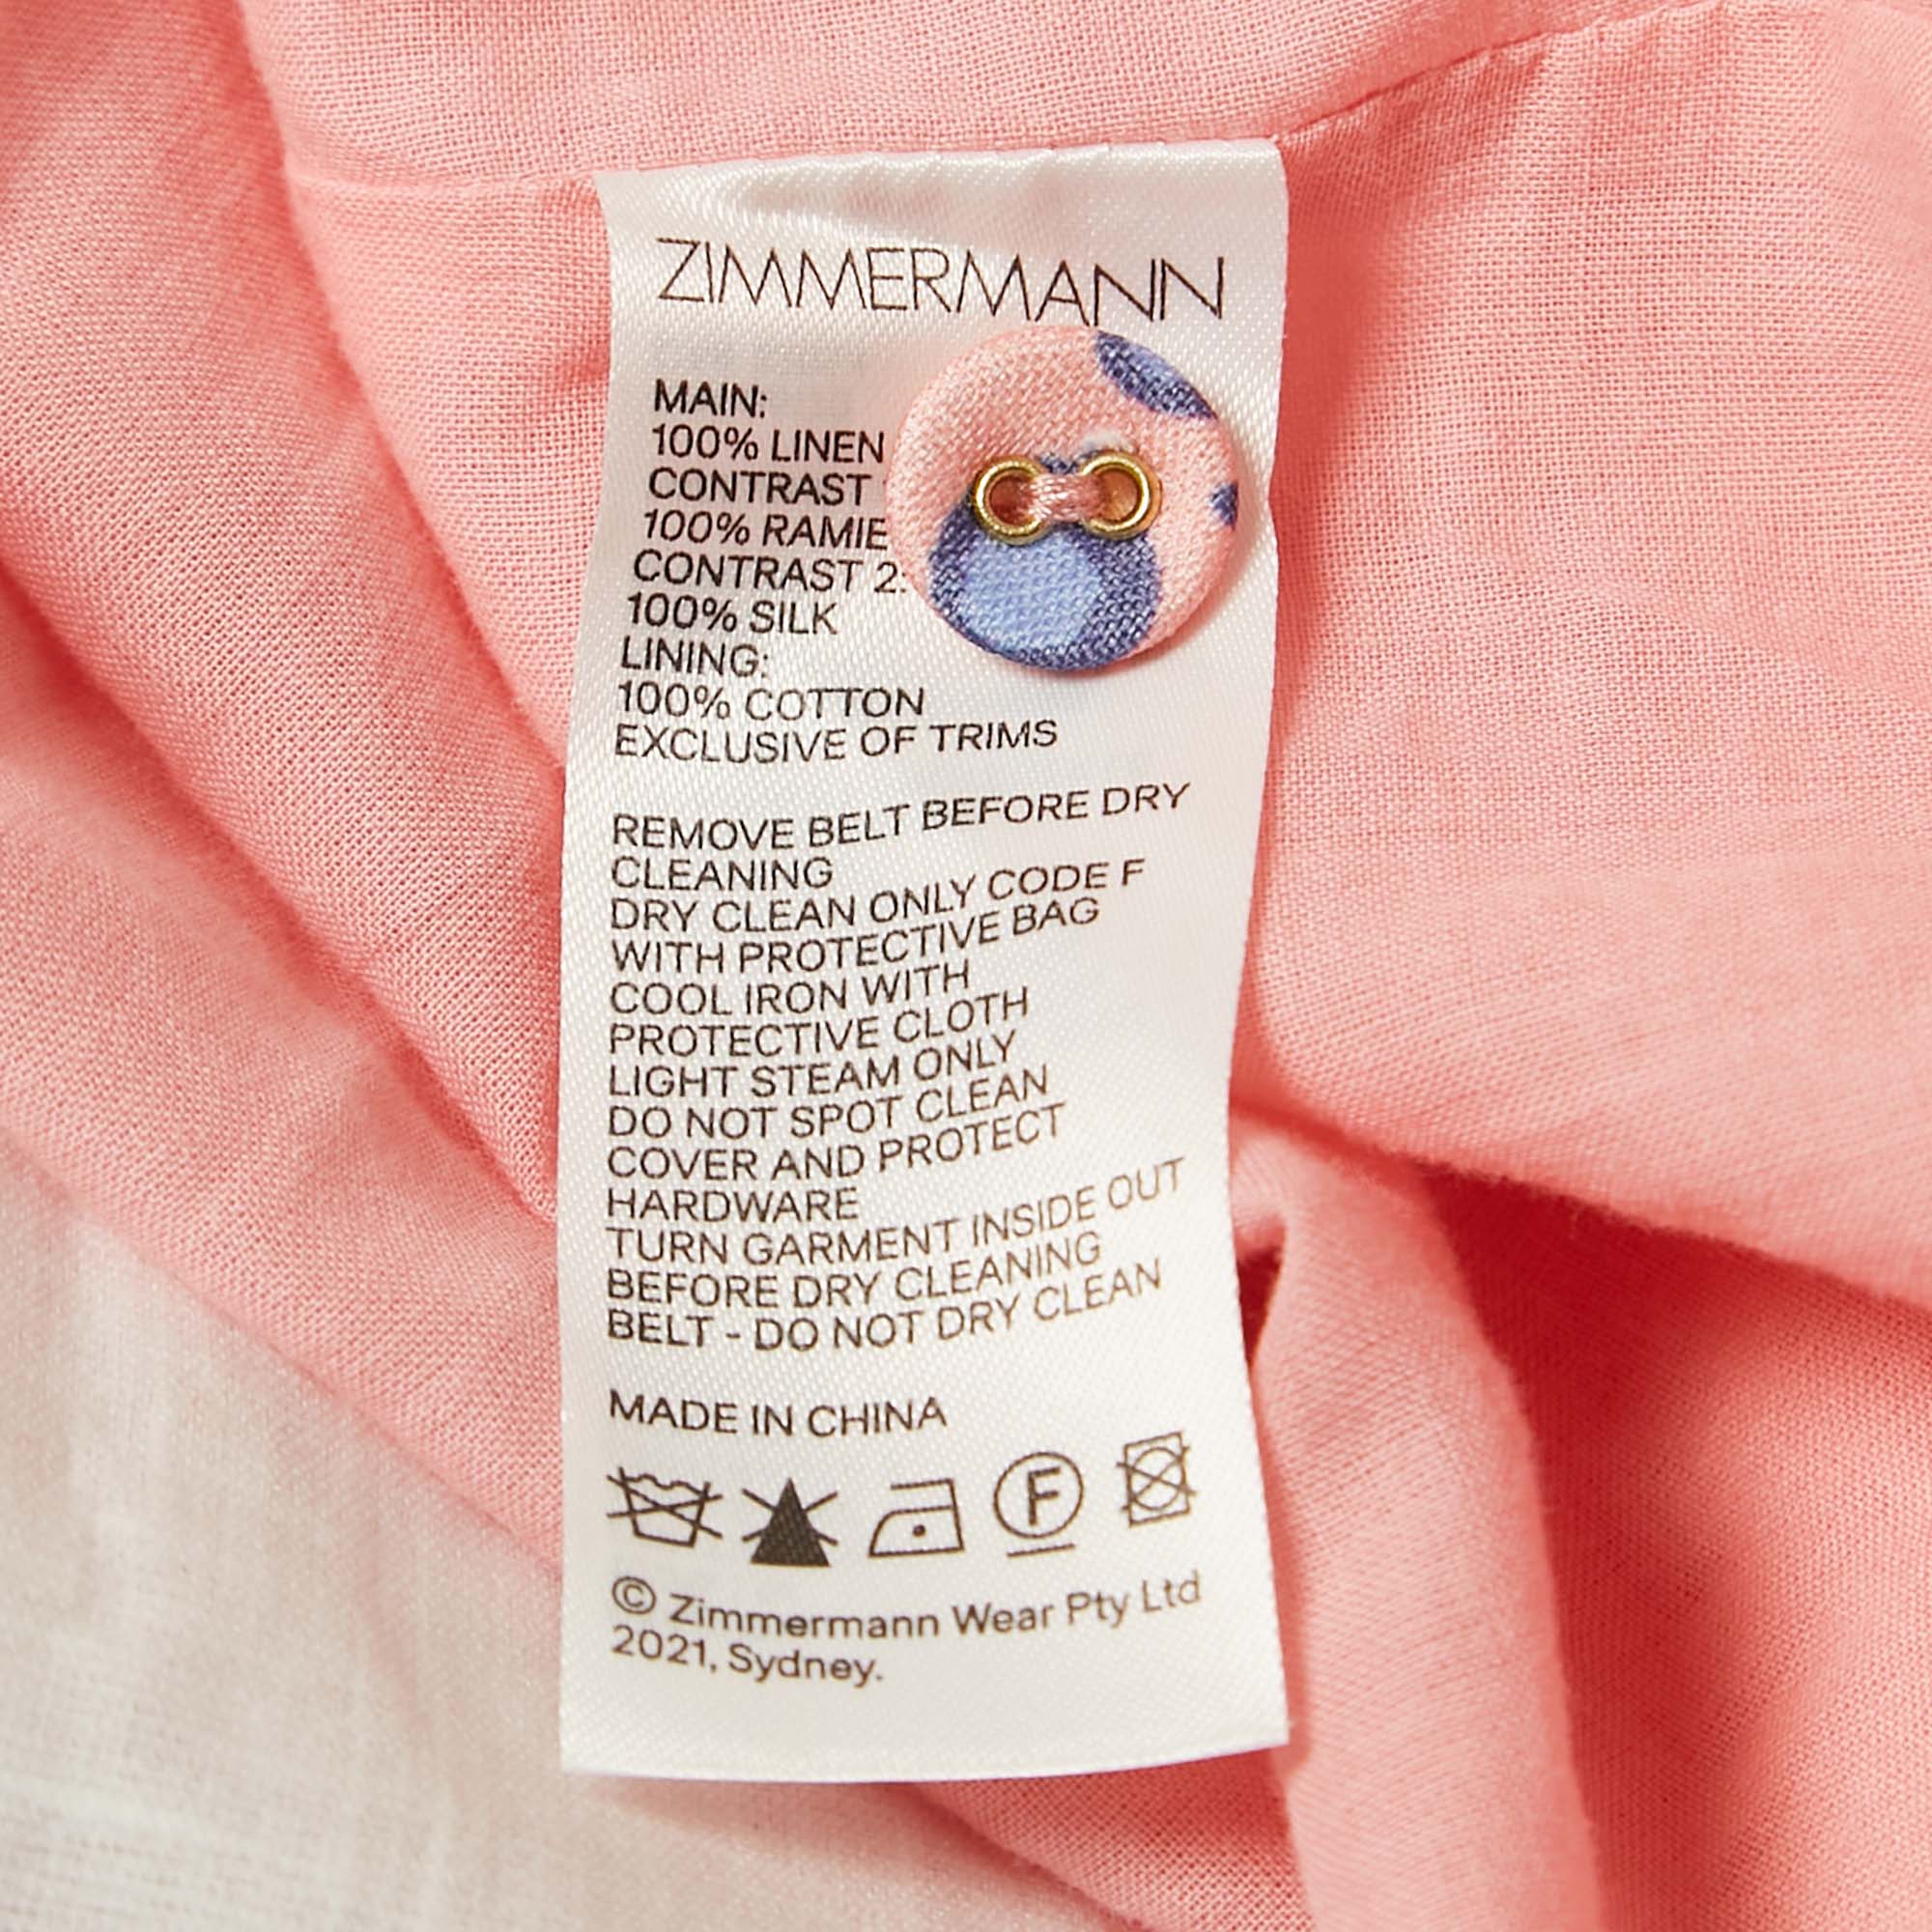 ZIMMERMANN
MAIN:
100% LINEN
CONTRAST
100% RAMIE
CONTRAST 2:
100% SILK
LINING:
100% COTTON
EXCLUSIVE OF TRIMS
REMOVE BELT BEFORE DRY
CLEANING
DRY CLEAN ONLY CODE F
WITH PROTECTIVE BAG
COOL IRON WITH
PROTECTIVE CLOTH
LIGHT STEAM ONLY
DO NOT SPOT CLEAN
COVER AND PROTECT
HARDWARE
TURN GARMENT INSIDE OUT
BEFORE DRY CLEANING
BELT - DO NOT DRY CLEAN
MADE IN CHINA
F
© Zimmermann Wear Pty Ltd
2021, Sydney.